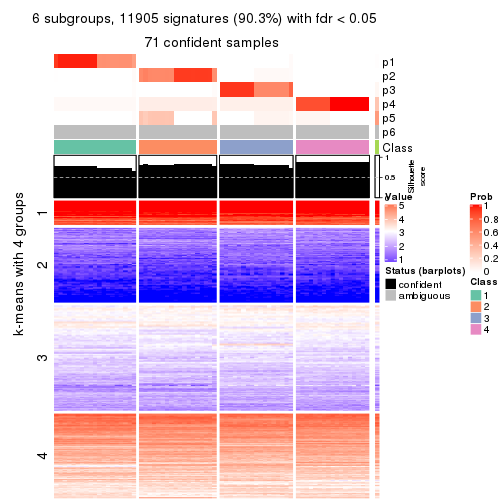 6 subgroups, 11905 signatures (90.3%) with fdr < 0.05
71 confident samples
p1
p2
p3
p4
p5
p6
Class
1
0.5
0
Silhouette
score
k-means with 4 groups
1
2
3
4
Value
5
4
3
2
1
Status (barplots)
confident
ambiguous
Prob
1
0.8
0.6
0.4
0.2
0
Class
1
2
3
4